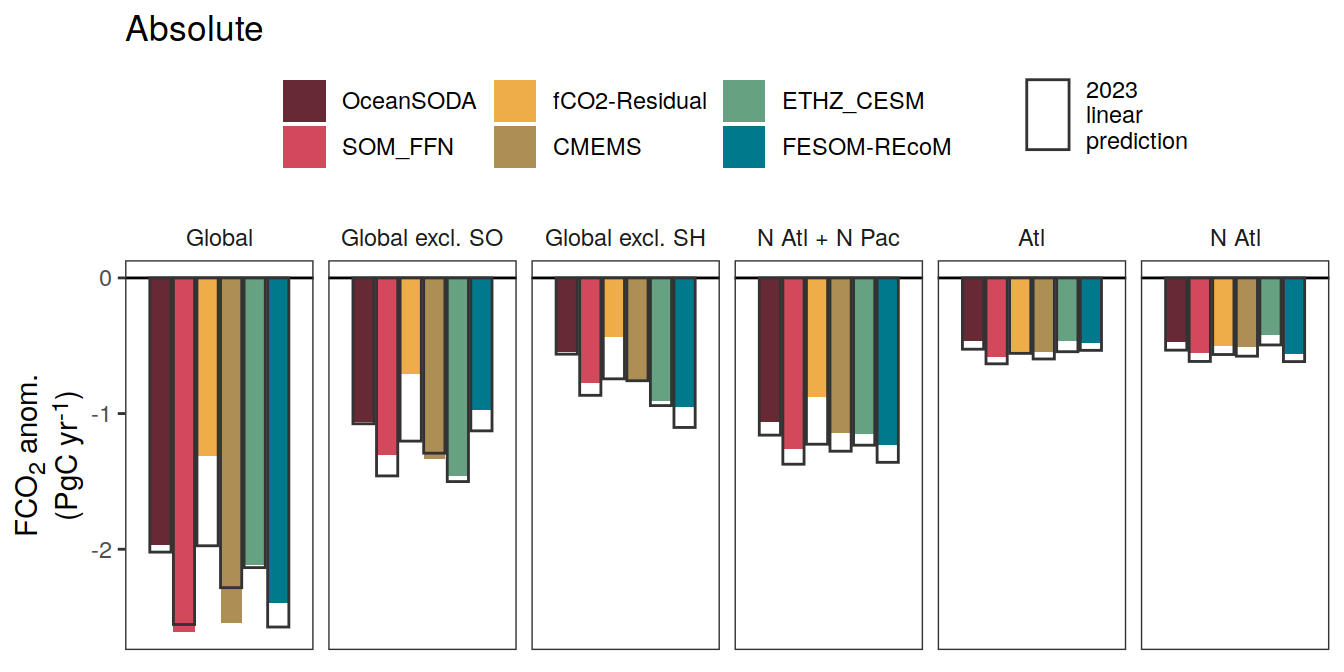 Absolute
OceanSODA
fCO2-Residual
ETHZ_CESM
2023
linear
prediction
SOM_FFN
CMEMS
FESOM-REcoM
Global
Global excl. SO
Global excl. SH
N Atl + N Pac
Atl
N Atl
FCO₂ anom.
(PgC yr⁻¹)
0
-1
-2